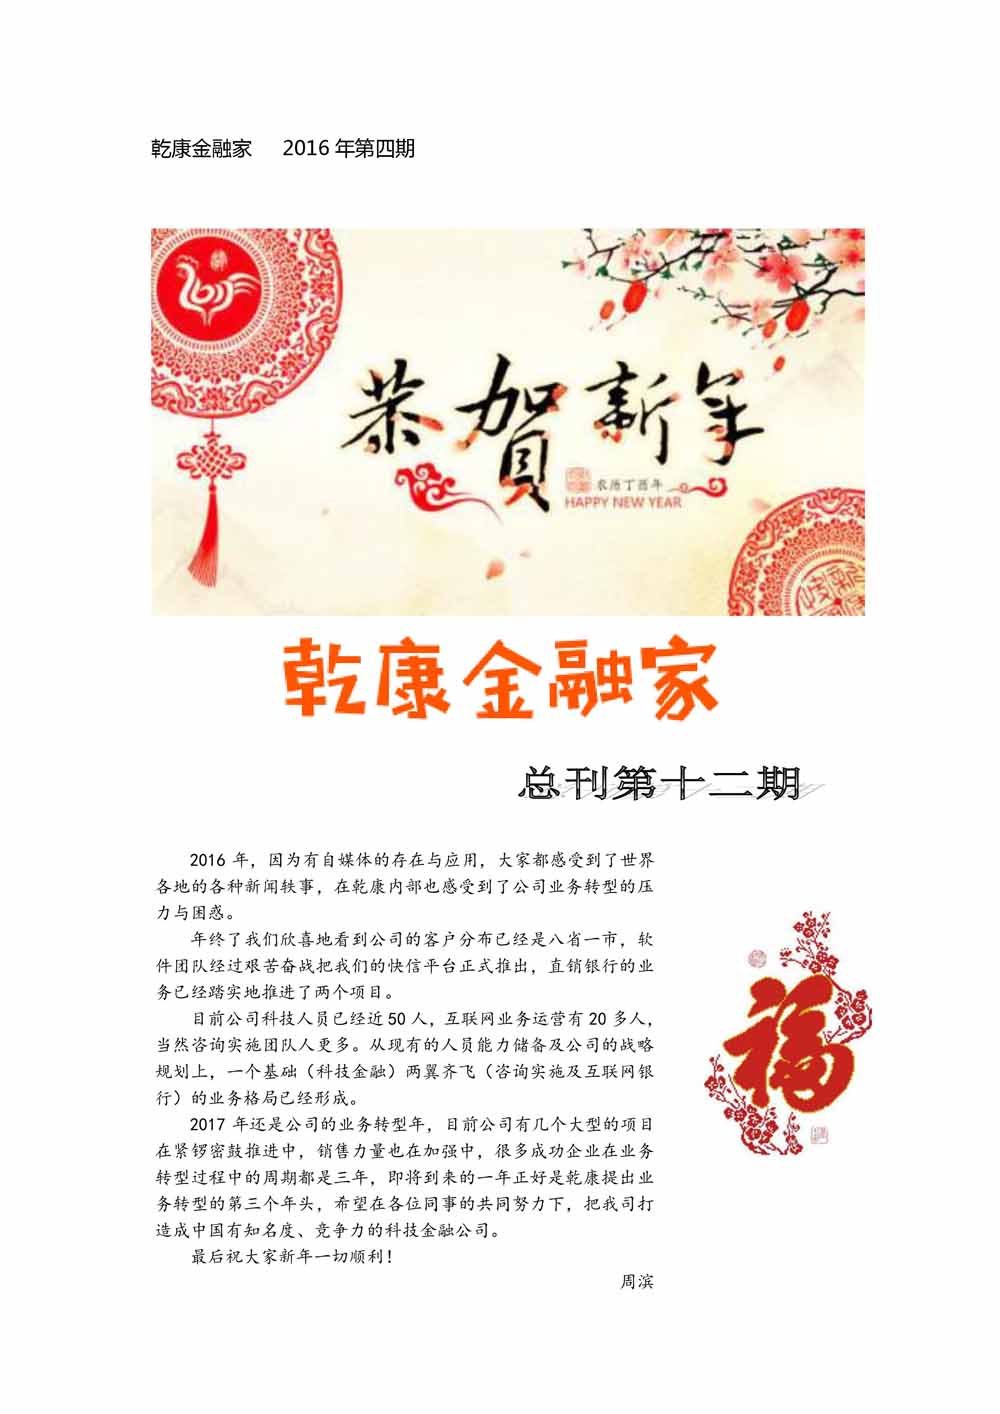 乾康金融家 2016 年第四期
恭贺新年
农历丁酉年
HAPPY NEW YEAR
乾康金融家
总刊第十二期
2016 年，因为有自媒体的存在与应用，大家都感受到了世界
各地的各种新闻轶事，在乾康内部也感受到了公司业务转型的压
力与困惑。
年终了我们欣喜地看到公司的客户分布已经是八省一市，软
件团队经过艰苦奋战把我们的快信平台正式推出，直销银行的业
务已经踏实地推进了两个项目。
目前公司科技人员已经近 50 人，互联网业务运营有 20 多人，
当然咨询实施团队人更多。从现有的人员能力储备及公司的战略
规划上，一个基础（科技金融）两翼齐飞（咨询实施及互联网银
行）的业务格局已经形成。
2017 年还是公司的业务转型年，目前公司有几个大型的项目
在紧锣密鼓推进中，销售力量也在加强中，很多成功企业在业务
转型过程中的周期都是三年，即将到来的一年正好是乾康提出业
务转型的第三个年头，希望在各位同事的共同努力下，把我司打
造成中国有知名度、竞争力的科技金融公司。
最后祝大家新年一切顺利！
周滨
福